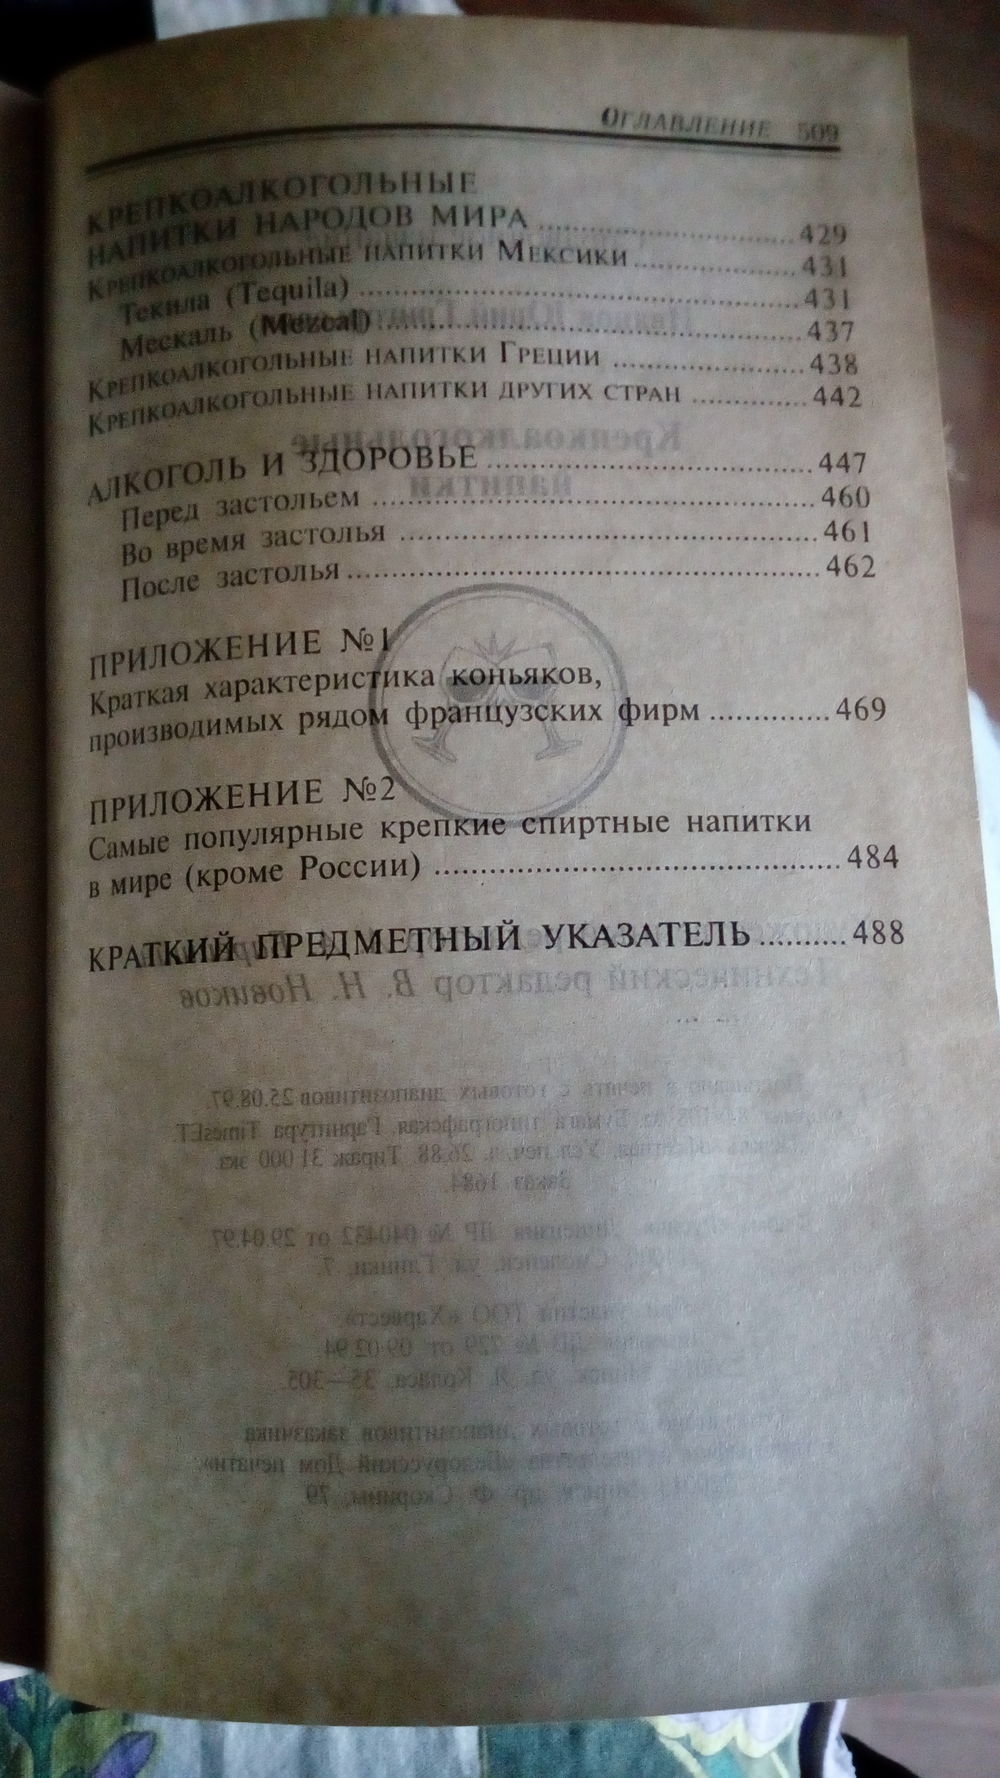 ОГЛАВЛЕНИЕ 509
КРЕПКОАЛКОГОЛЬНЫЕ
НАПИТКИ НАРОДОВ МИРА 429
КРЕПКОАЛКОГОЛЬНЫЕ НАПИТКИ МЕКСИКИ 431
Текила (Tequila) 431
Мескаль (Mezcal) 437
КРЕПКОАЛКОГОЛЬНЫЕ НАПИТКИ ГРЕЦИИ 438
КРЕПКОАЛКОГОЛЬНЫЕ НАПИТКИ ДРУГИХ СТРАН 442
АЛКОГОЛЬ И ЗДОРОВЬЕ 447
Перед застольем 460
Во время застолья 461
После застолья 462
ПРИЛОЖЕНИЕ №1
Краткая характеристика коньяков,
производимых рядом французских фирм 469
ПРИЛОЖЕНИЕ №2
Самые популярные крепкие спиртные напитки
в мире (кроме России) 484
КРАТКИЙ ПРЕДМЕТНЫЙ УКАЗАТЕЛЬ 488